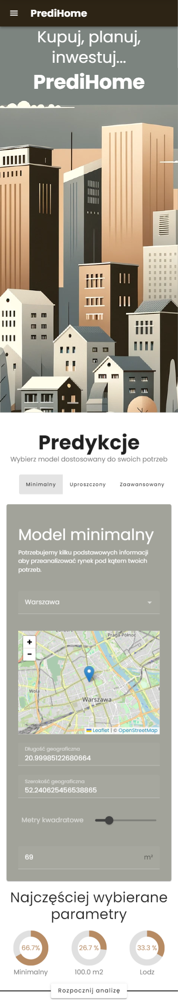 PrediHome
Kupuj, planuj,
inwestuj...
PrediHome
Predykcje
Wybierz model dostosowany do swoich potrzeb
Minimalny Uproszczony Zaawansowany
Model minimalny
Potrzebujemy kilku podstawowych informacji
aby przeanalizować rynek pod kątem twoich
potrzeb.
Warszawa
Praga-Północ
+
-
Wola
Warszawa
Leaflet | © OpenStreetMap
Długość geograficzna
20.99985122680664
Szerokość geograficzna
52.240625456538865
Metry kwadratowe
69 m²
Najczęściej wybierane
parametry
66.7% 26.7 % 33.3 %
Minimalny 100.0 m2 Lodz
Rozpocznij analizę